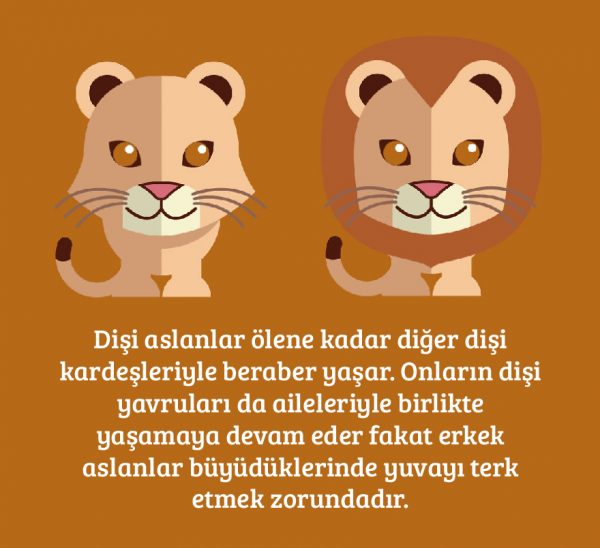 Dişi aslanlar ölene kadar diğer dişi
kardeşleriyle beraber yaşar. Onların dişi
yavruları da aileleriyle birlikte
yaşamaya devam eder fakat erkek
aslanlar büyüdüklerinde yuvayı terk
etmek zorundadır.